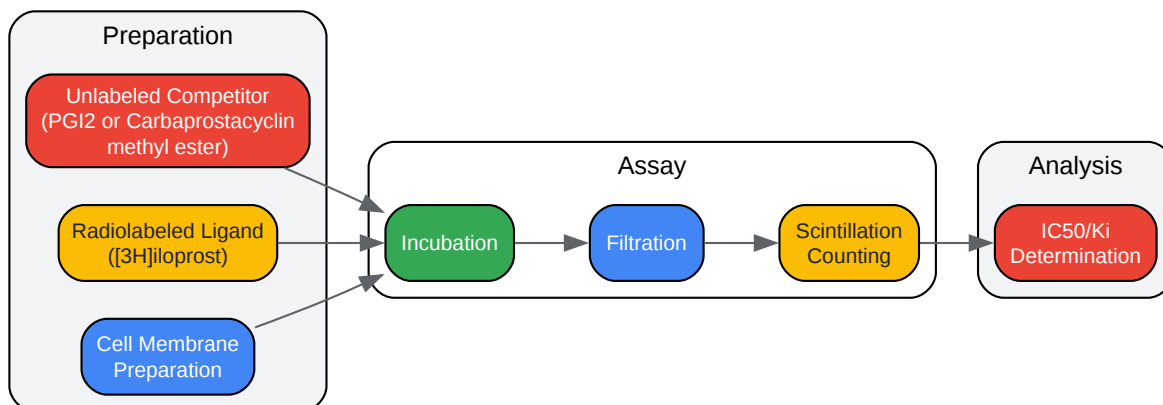 Preparation
Unlabeled Competitor
(PGI2 or Carbaprostacyclin
methyl ester)
Radiolabeled Ligand
([3H]iloprost)
Cell Membrane
Preparation
Assay
Incubation
Filtration
Scintillation
Counting
Analysis
IC50/Ki
Determination